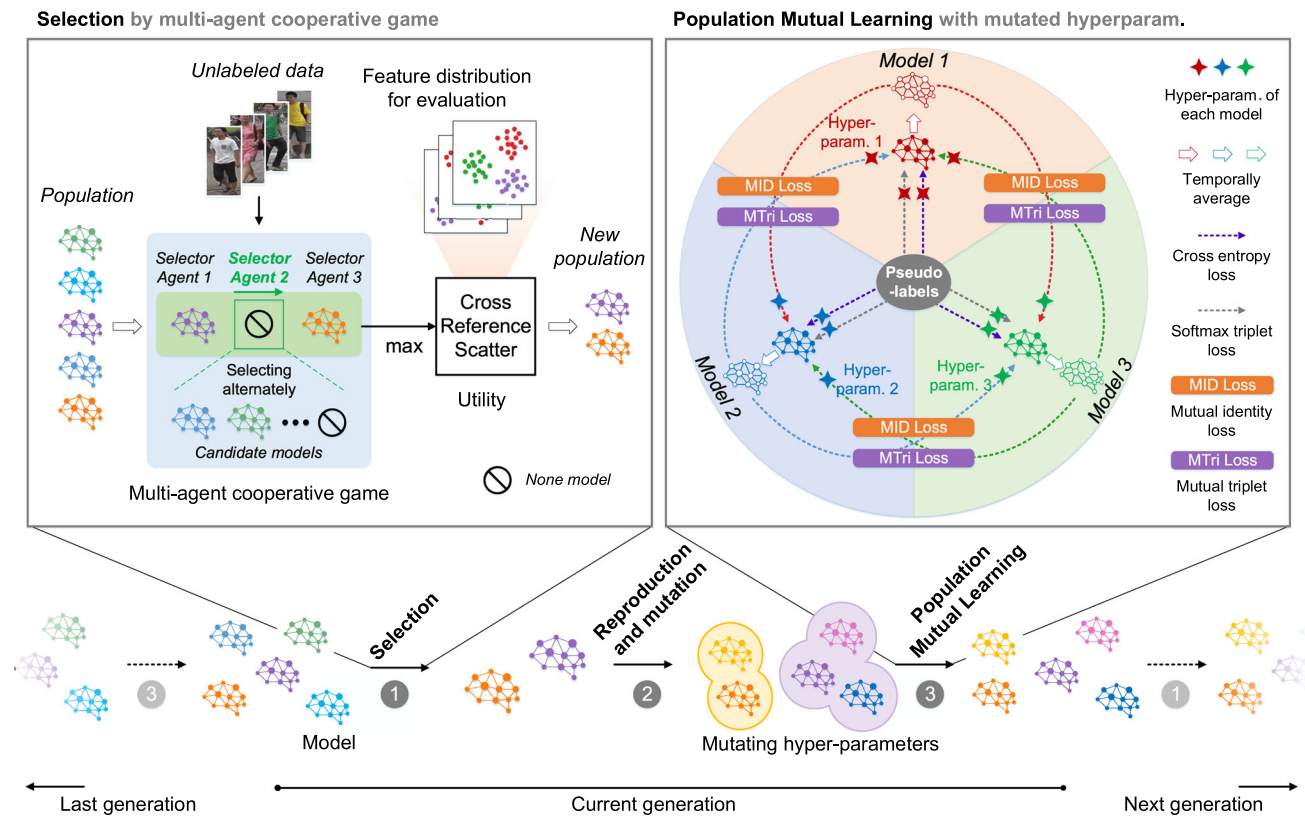 Selection by multi-agent cooperative game
Unlabeled data
Feature distribution
for evaluation
Population
Selector
Agent 1
Selector
Agent 2
Selector
Agent 3
Selecting
alternately
Candidate models
Multi-agent cooperative game
max
Cross
Reference
Scatter
Utility
New
population
None model
Population Mutual Learning with mutated hyperparam.
Model 1
Hyper-
param. 1
MID Loss
MTri Loss
MID Loss
MTri Loss
Pseudo
-labels
Model 2
Hyper-
param. 2
Hyper-
param. 3
Model 3
MID Loss
MTri Loss
Hyper-param. of
each model
Temporally
average
Cross entropy
loss
Softmax triplet
loss
MID Loss
Mutual identity
loss
MTri Loss
Mutual triplet
loss
3
Model
Selection
1
Reproduction
and mutation
2
Mutating hyper-parameters
Population
Mutual Learning
3
1
Last generation
Current generation
Next generation